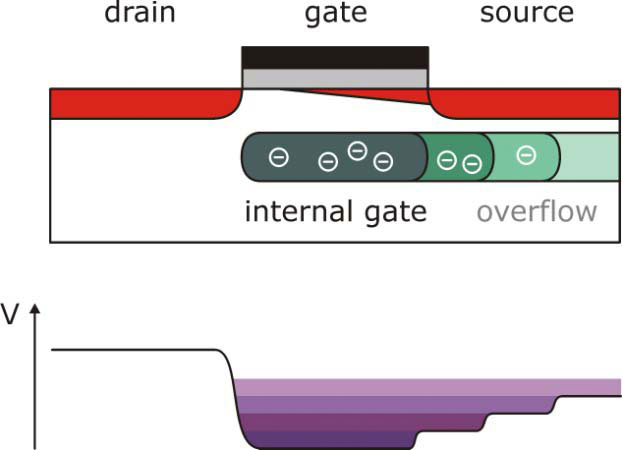 drain gate source
internal gate overflow
V